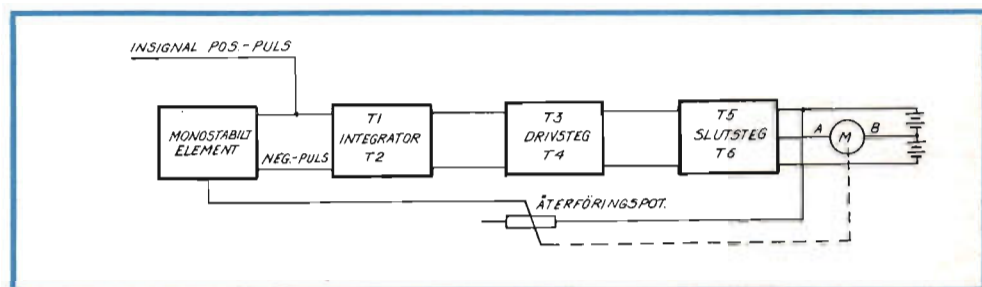 INSIGNAL POS.-PULS
MONOSTABILT
ELEMENT
NEG.-PULS
T1
INTEGRATOR
T2
T3
DRIVSTEG
T4
T5
SLUTSTEG
T6
A
M
B
ÅTERFÖRINGSPOT.